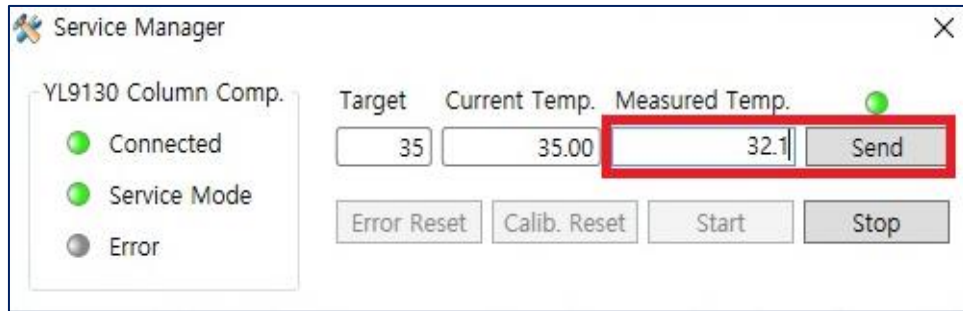 Service Manager
YL9130 Column Comp.
Connected
Service Mode
Error
Target Current Temp. Measured Temp.
35 35.00 32.1 Send
Error Reset Calib. Reset Start Stop